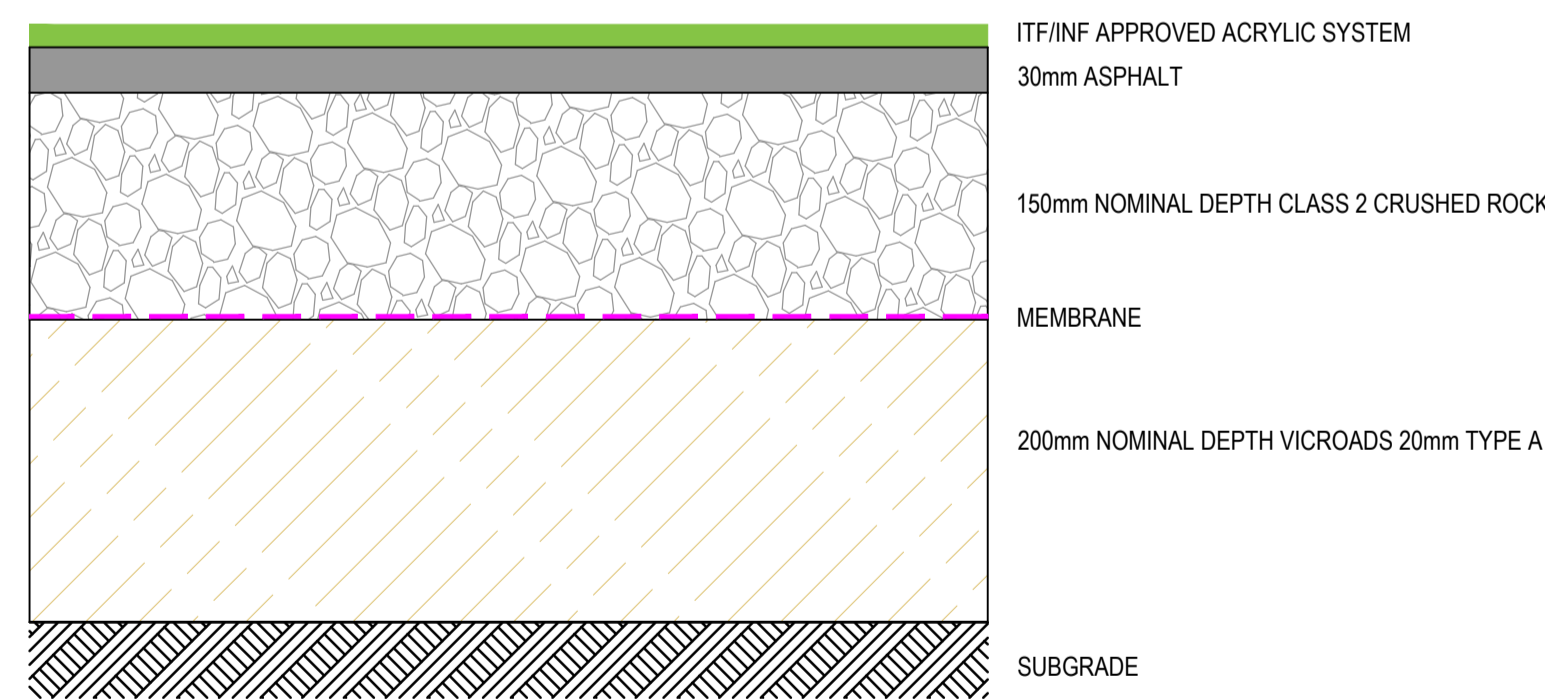 ITF/INF APPROVED ACRYLIC SYSTEM
30mm ASPHALT
150mm NOMINAL DEPTH CLASS 2 CRUSHED ROCK
MEMBRANE
200mm NOMINAL DEPTH VICROADS 20mm TYPE A
SUBGRADE